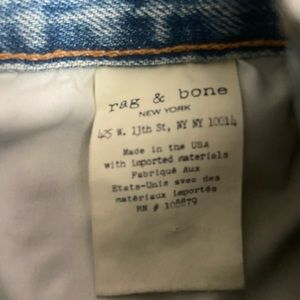 rag & bone
NEW YORK
425 W. 13th St, NY NY 10014
Made in the USA
with imported materials
Fabriqué Aux
Etats-Unis avec des
matériaux importés
RN # 108879